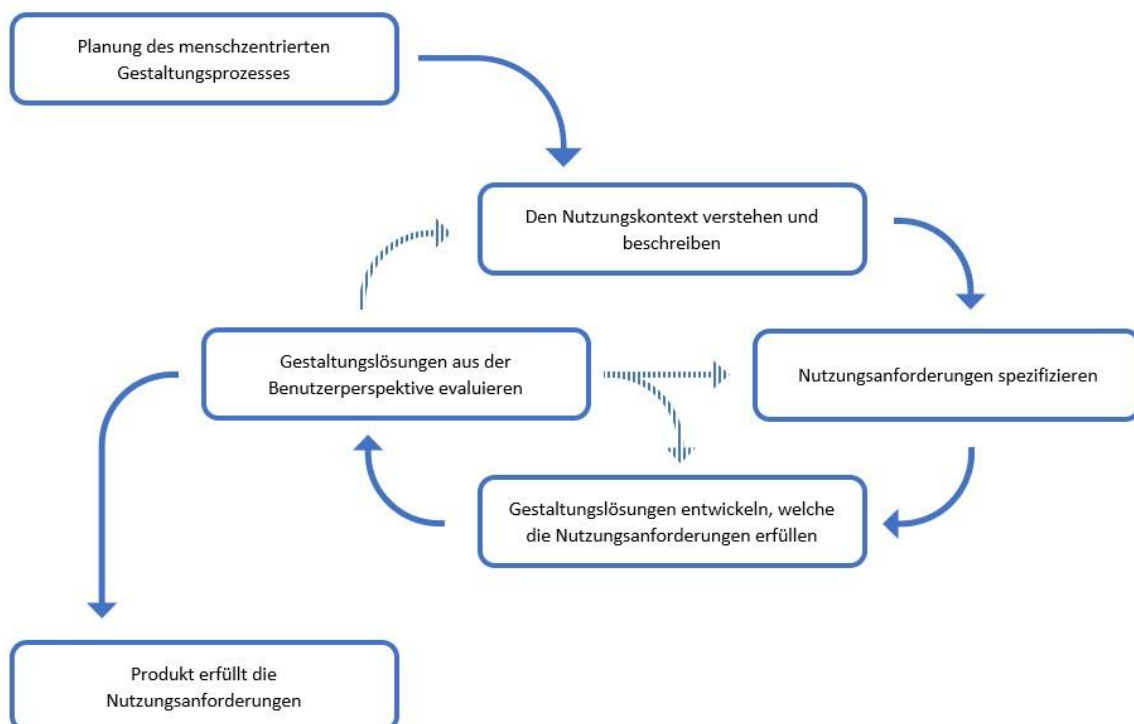 Planung des menschzentrierten
Gestaltungsprozesses
Den Nutzungskontext verstehen und
beschreiben
Gestaltungslösungen aus der
Benutzerperspektive evaluieren
Nutzungsanforderungen spezifizieren
Gestaltungslösungen entwickeln, welche
die Nutzungsanforderungen erfüllen
Produkt erfüllt die
Nutzungsanforderungen